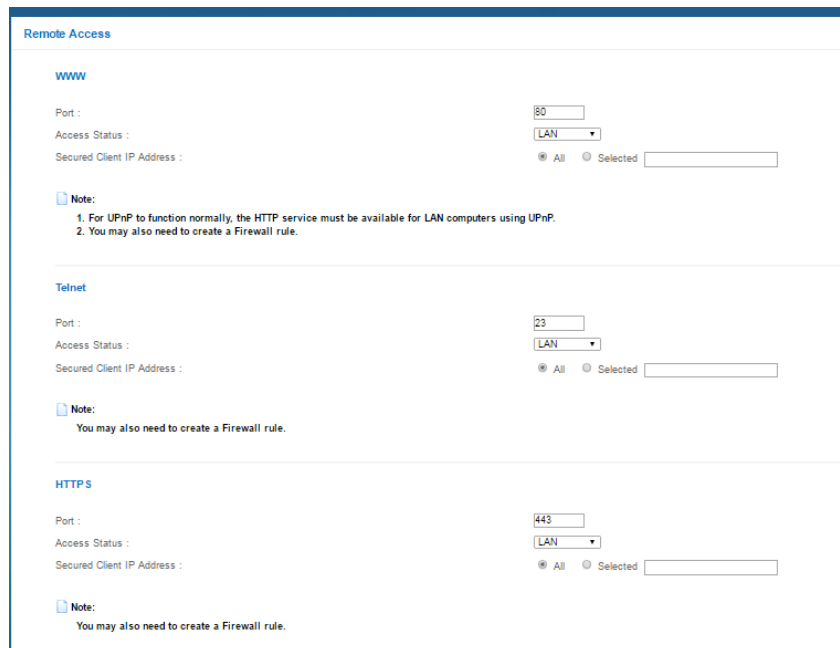 Remote Access
WWW
Port : 80
Access Status : LAN
Secured Client IP Address : All Selected
Note:
1. For UPnP to function normally, the HTTP service must be available for LAN computers using UPnP.
2. You may also need to create a Firewall rule.
Telnet
Port : 23
Access Status : LAN
Secured Client IP Address : All Selected
Note:
You may also need to create a Firewall rule.
HTTPS
Port : 443
Access Status : LAN
Secured Client IP Address : All Selected
Note:
You may also need to create a Firewall rule.